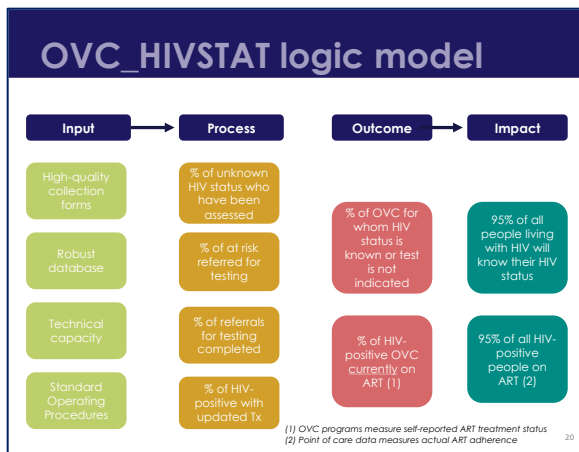 OVC_HIVSTAT logic model
Input
Process
Outcome
Impact
High-quality
collection
forms
% of unknown
HIV status who
have been
assessed
% of OVC for
whom HIV
status is
known or test
is not
indicated
95% of all
people living
with HIV will
know their HIV
status
Robust
database
% of at risk
referred for
testing
Technical
capacity
% of referrals
for testing
completed
% of HIV-
positive OVC
currently on
ART (1)
95% of all HIV-
positive
people on
ART (2)
Standard
Operating
Procedures
% of HIV-
positive with
updated Tx
(1) OVC programs measure self-reported ART treatment status
(2) Point of care data measures actual ART adherence
20